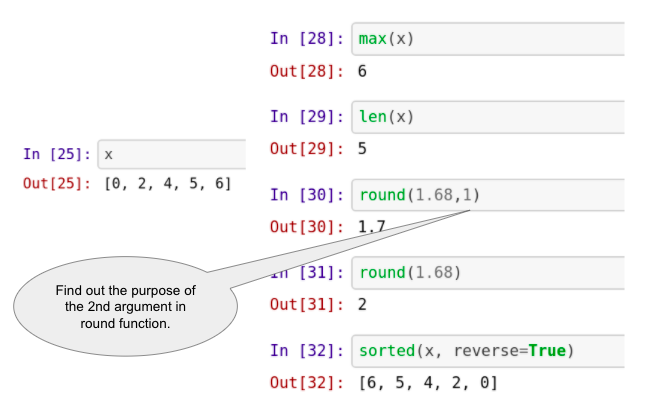 In [25]: x
Out[25]: [0, 2, 4, 5, 6]
In [28]: max(x)
Out[28]: 6
In [29]: len(x)
Out[29]: 5
In [30]: round(1.68,1)
Out[30]: 1.7
In [31]: round(1.68)
Out[31]: 2
In [32]: sorted(x, reverse=True)
Out[32]: [6, 5, 4, 2, 0]
Find out the purpose of
the 2nd argument in
round function.